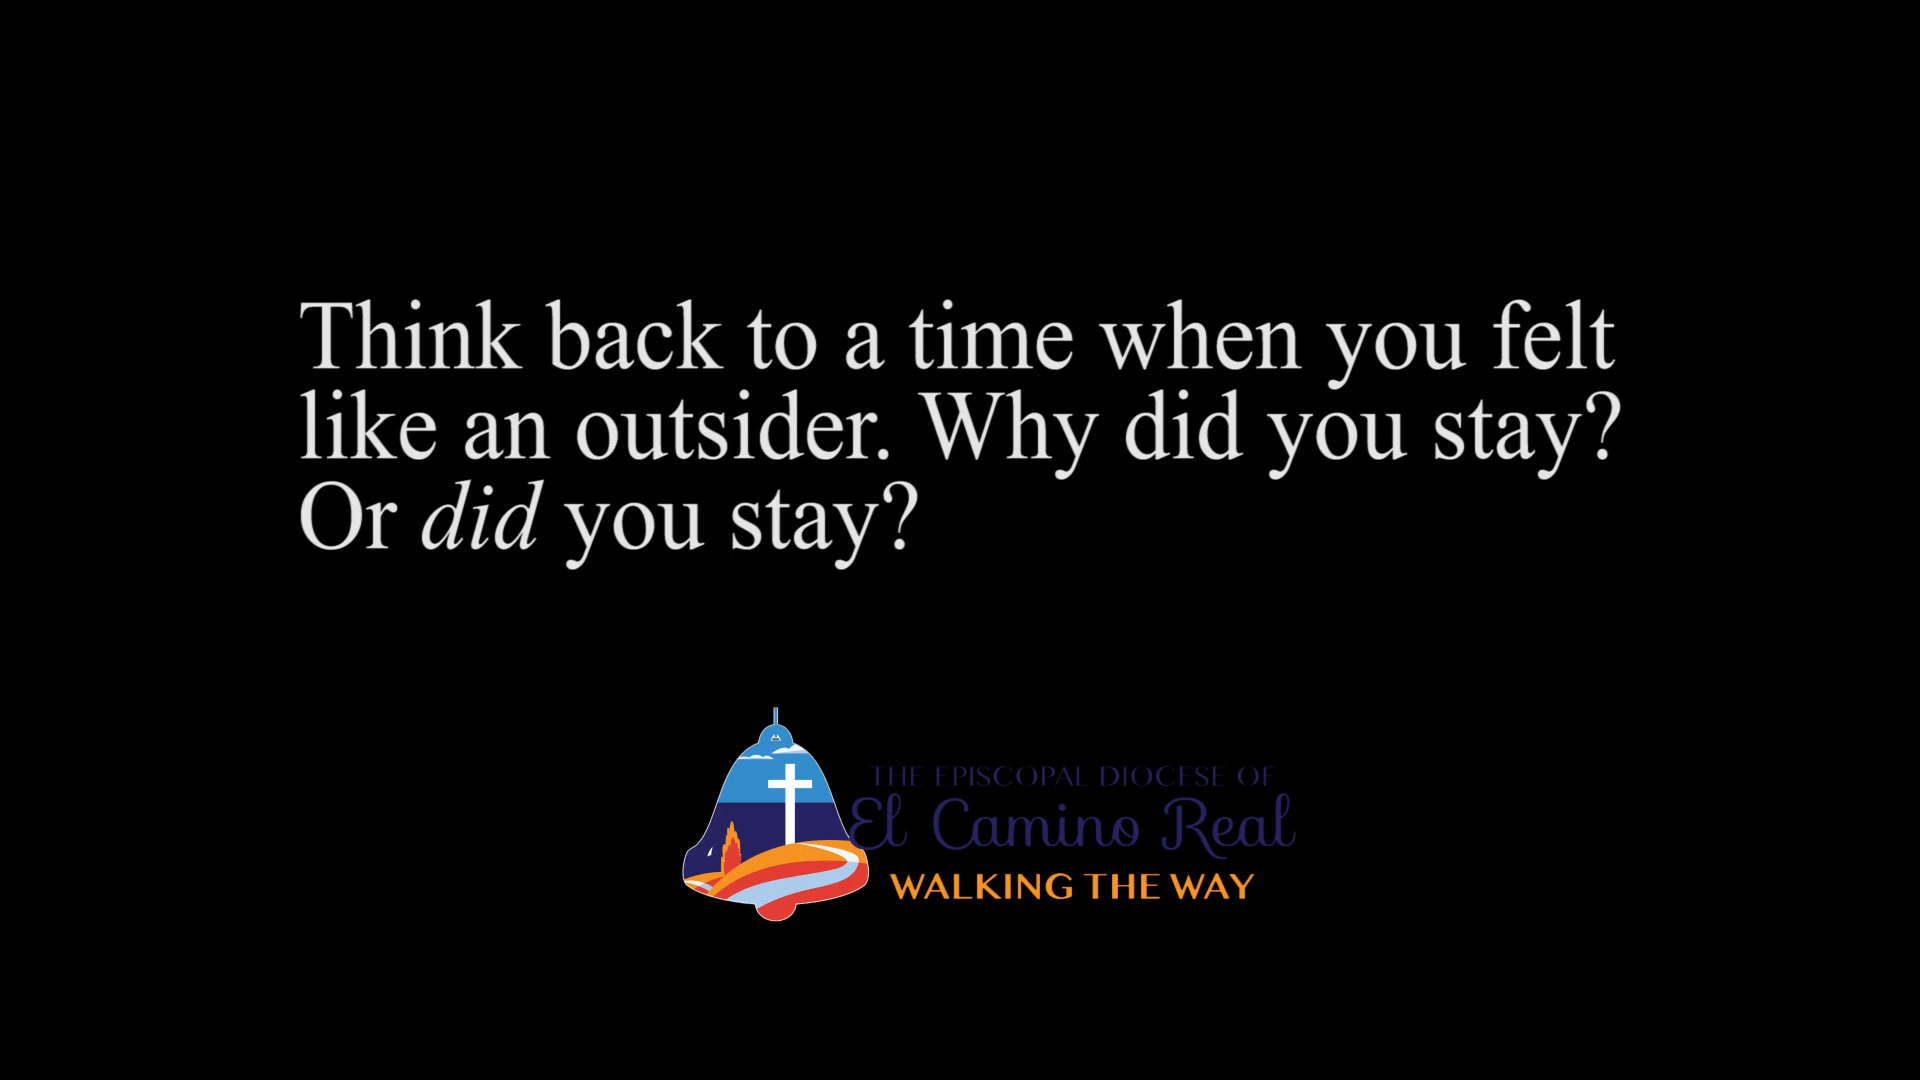 Think back to a time when you felt
like an outsider. Why did you stay?
Or did you stay?
THE EPISCOPAL DIOCESE OF
El Camino Real
WALKING THE WAY